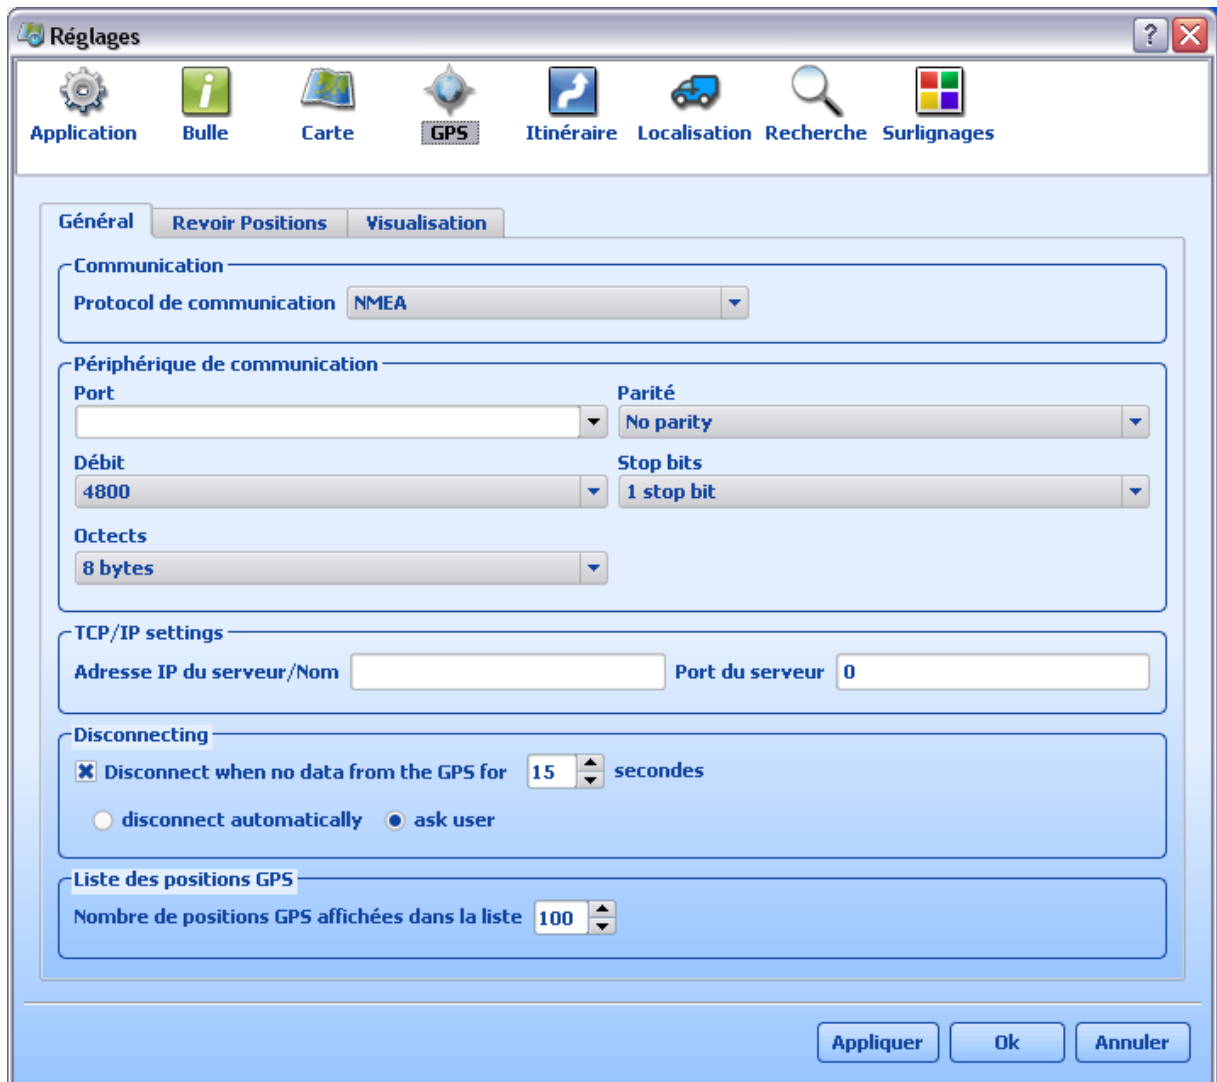 Réglages
?
Application Bulle Carte GPS Itinéraire Localisation Recherche Surlignages
Général Revoir Positions Visualisation
Communication
Protocol de communication NMEA
Périphérique de communication
Port Parité
No parity
Débit Stop bits
4800 1 stop bit
Octects
8 bytes
TCP/IP settings
Adresse IP du serveur/Nom Port du serveur 0
Disconnecting
Disconnect when no data from the GPS for 15 secondes
disconnect automatically ask user
Liste des positions GPS
Nombre de positions GPS affichées dans la liste 100
Appliquer Ok Annuler